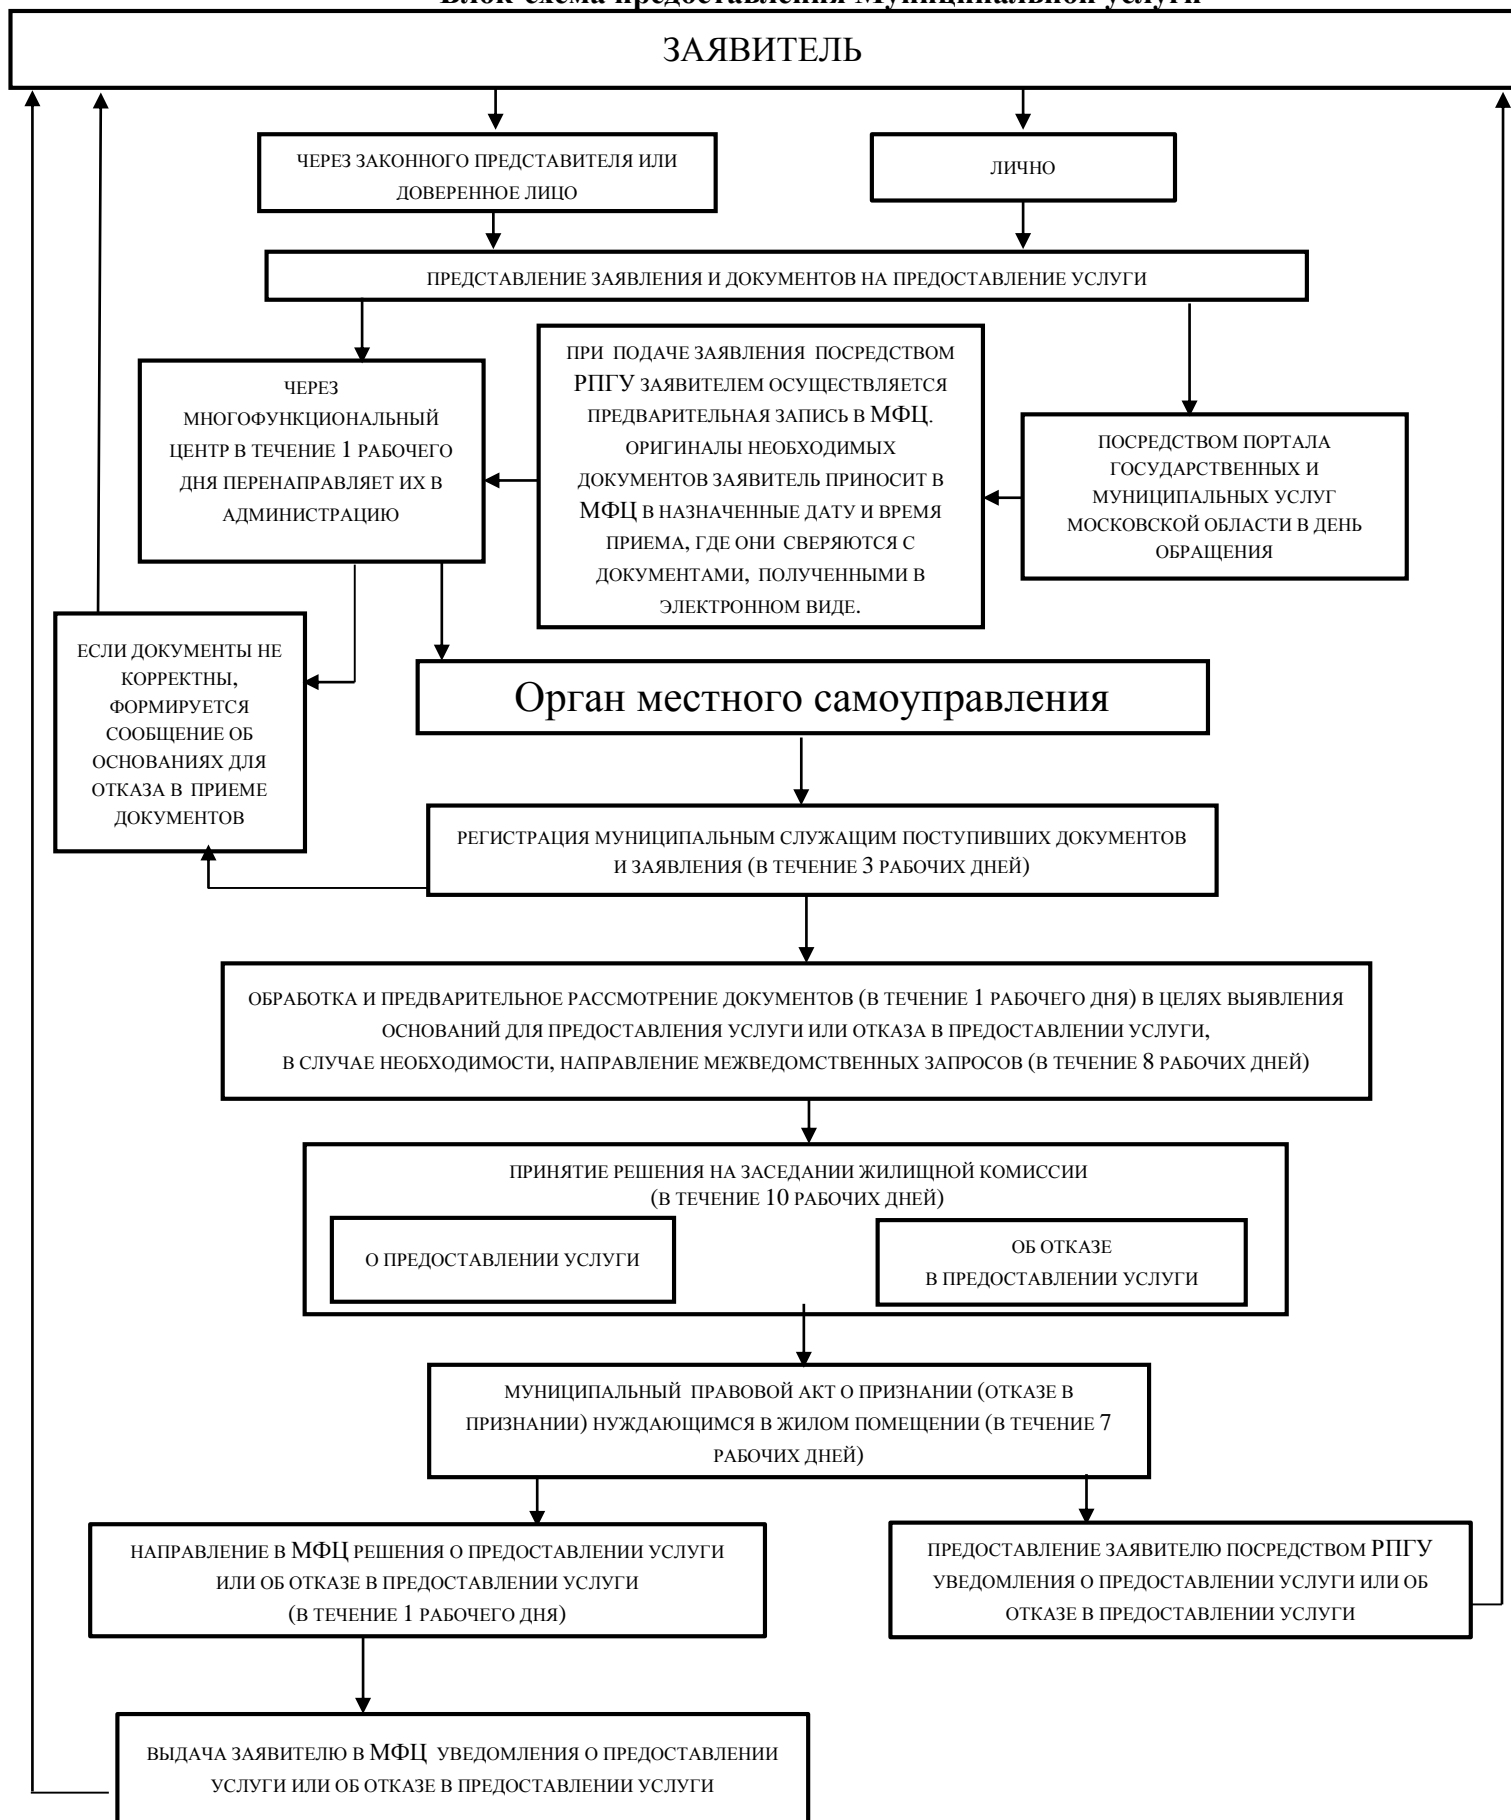 Блок-схема предоставления Муниципальной услуги
ЗАЯВИТЕЛЬ
ЧЕРЕЗ ЗАКОННОГО ПРЕДСТАВИТЕЛЯ ИЛИ
ДОВЕРЕННОЕ ЛИЦО
ЛИЧНО
ПРЕДСТАВЛЕНИЕ ЗАЯВЛЕНИЯ И ДОКУМЕНТОВ НА ПРЕДОСТАВЛЕНИЕ УСЛУГИ
ЧЕРЕЗ
МНОГОФУНКЦИОНАЛЬНЫЙ
ЦЕНТР В ТЕЧЕНИЕ 1 РАБОЧЕГО
ДНЯ ПЕРЕНАПРАВЛЯЕТ ИХ В
АДМИНИСТРАЦИЮ
ПРИ ПОДАЧЕ ЗАЯВЛЕНИЯ ПОСРЕДСТВОМ
РПГУ ЗАЯВИТЕЛЕМ ОСУЩЕСТВЛЯЕТСЯ
ПРЕДВАРИТЕЛЬНАЯ ЗАПИСЬ В МФЦ.
ОРИГИНАЛЫ НЕОБХОДИМЫХ
ДОКУМЕНТОВ ЗАЯВИТЕЛЬ ПРИНОСИТ В
МФЦ В НАЗНАЧЕННЫЕ ДАТУ И ВРЕМЯ
ПРИЕМА, ГДЕ ОНИ СВЕРЯЮТСЯ С
ДОКУМЕНТАМИ, ПОЛУЧЕННЫМИ В
ЭЛЕКТРОННОМ ВИДЕ.
ПОСРЕДСТВОМ ПОРТАЛА
ГОСУДАРСТВЕННЫХ И
МУНИЦИПАЛЬНЫХ УСЛУГ
МОСКОВСКОЙ ОБЛАСТИ В ДЕНЬ
ОБРАЩЕНИЯ
ЕСЛИ ДОКУМЕНТЫ НЕ
КОРРЕКТНЫ,
ФОРМИРУЕТСЯ
СООБЩЕНИЕ ОБ
ОСНОВАНИЯХ ДЛЯ
ОТКАЗА В ПРИЕМЕ
ДОКУМЕНТОВ
Орган местного самоуправления
РЕГИСТРАЦИЯ МУНИЦИПАЛЬНЫМ СЛУЖАЩИМ ПОСТУПИВШИХ ДОКУМЕНТОВ
И ЗАЯВЛЕНИЯ (В ТЕЧЕНИЕ 3 РАБОЧИХ ДНЕЙ)
ОБРАБОТКА И ПРЕДВАРИТЕЛЬНОЕ РАССМОТРЕНИЕ ДОКУМЕНТОВ (В ТЕЧЕНИЕ 1 РАБОЧЕГО ДНЯ) В ЦЕЛЯХ ВЫЯВЛЕНИЯ
ОСНОВАНИЙ ДЛЯ ПРЕДОСТАВЛЕНИЯ УСЛУГИ ИЛИ ОТКАЗА В ПРЕДОСТАВЛЕНИИ УСЛУГИ,
В СЛУЧАЕ НЕОБХОДИМОСТИ, НАПРАВЛЕНИЕ МЕЖВЕДОМСТВЕННЫХ ЗАПРОСОВ (В ТЕЧЕНИЕ 8 РАБОЧИХ ДНЕЙ)
ПРИНЯТИЕ РЕШЕНИЯ НА ЗАСЕДАНИИ ЖИЛИЩНОЙ КОМИССИИ
(В ТЕЧЕНИЕ 10 РАБОЧИХ ДНЕЙ)
О ПРЕДОСТАВЛЕНИИ УСЛУГИ
ОБ ОТКАЗЕ
В ПРЕДОСТАВЛЕНИИ УСЛУГИ
МУНИЦИПАЛЬНЫЙ ПРАВОВОЙ АКТ О ПРИЗНАНИИ (ОТКАЗЕ В
ПРИЗНАНИИ) НУЖДАЮЩИМСЯ В ЖИЛОМ ПОМЕЩЕНИИ (В ТЕЧЕНИЕ 7
РАБОЧИХ ДНЕЙ)
НАПРАВЛЕНИЕ В МФЦ РЕШЕНИЯ О ПРЕДОСТАВЛЕНИИ УСЛУГИ
ИЛИ ОБ ОТКАЗЕ В ПРЕДОСТАВЛЕНИИ УСЛУГИ
(В ТЕЧЕНИЕ 1 РАБОЧЕГО ДНЯ)
ПРЕДОСТАВЛЕНИЕ ЗАЯВИТЕЛЮ ПОСРЕДСТВОМ РПГУ
УВЕДОМЛЕНИЯ О ПРЕДОСТАВЛЕНИИ УСЛУГИ ИЛИ ОБ
ОТКАЗЕ В ПРЕДОСТАВЛЕНИИ УСЛУГИ
ВЫДАЧА ЗАЯВИТЕЛЮ В МФЦ УВЕДОМЛЕНИЯ О ПРЕДОСТАВЛЕНИИ
УСЛУГИ ИЛИ ОБ ОТКАЗЕ В ПРЕДОСТАВЛЕНИИ УСЛУГИ